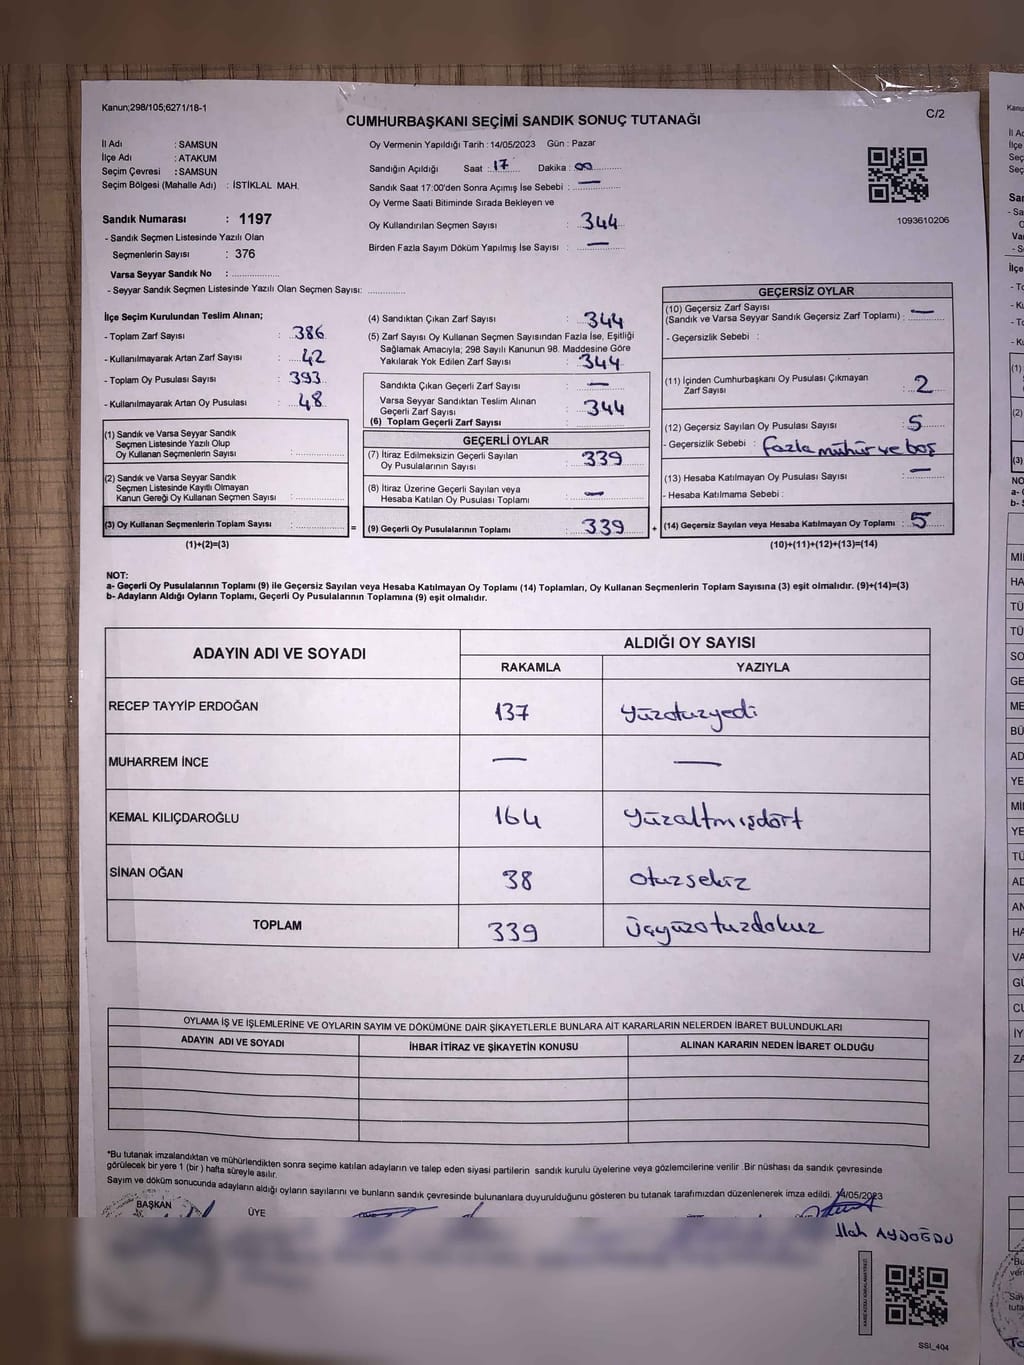 Kanun;298/105;6271/18-1
C/2
CUMHURBAŞKANI SEÇİMİ SANDIK SONUÇ TUTANAĞI
İl Adı : SAMSUN
İlçe Adı : ATAKUM
Seçim Çevresi : SAMSUN
Seçim Bölgesi (Mahalle Adı) : İSTİKLAL MAH.
Sandık Numarası : 1197
- Sandık Seçmen Listesinde Yazılı Olan
Seçmenlerin Sayısı : 376
Varsa Seyyar Sandık No :
- Seyyar Sandık Seçmen Listesinde Yazılı Olan Seçmen Sayısı:
Oy Vermenin Yapıldığı Tarih : 14/05/2023 Gün : Pazar
Sandığın Açıldığı Saat : 17 Dakika : 00
Sandık Saat 17:00'den Sonra Açımış İse Sebebi : —
Oy Verme Saati Bitiminde Sırada Bekleyen ve
Oy Kullandırılan Seçmen Sayısı : 344
Birden Fazla Sayım Döküm Yapılmış İse Sayısı : —
1093610206
İlçe Seçim Kurulundan Teslim Alınan;
- Toplam Zarf Sayısı : 386
- Kullanılmayarak Artan Zarf Sayısı : 42
- Toplam Oy Pusulası Sayısı : 393
- Kullanılmayarak Artan Oy Pusulası : 48
(1) Sandık ve Varsa Seyyar Sandık
Seçmen Listesinde Yazılı Olup
Oy Kullanan Seçmenlerin Sayısı :
(2) Sandık ve Varsa Seyyar Sandık
Seçmen Listesinde Kayıtlı Olmayan
Kanun Gereği Oy Kullanan Seçmen Sayısı :
(3) Oy Kullanan Seçmenlerin Toplam Sayısı : =
(1)+(2)=(3)
(4) Sandıktan Çıkan Zarf Sayısı : 344
(5) Zarf Sayısı Oy Kullanan Seçmen Sayısından Fazla İse, Eşitliği
Sağlamak Amacıyla; 298 Sayılı Kanunun 98. Maddesine Göre
Yakılarak Yok Edilen Zarf Sayısı : 344
Sandıkta Çıkan Geçerli Zarf Sayısı : —
Varsa Seyyar Sandıktan Teslim Alınan
Geçerli Zarf Sayısı : 344
(6) Toplam Geçerli Zarf Sayısı :
GEÇERLİ OYLAR
(7) İtiraz Edilmeksizin Geçerli Sayılan
Oy Pusulalarının Sayısı : 339
(8) İtiraz Üzerine Geçerli Sayılan veya
Hesaba Katılan Oy Pusulası Toplamı : —
(9) Geçerli Oy Pusulalarının Toplamı : 339 +
GEÇERSİZ OYLAR
(10) Geçersiz Zarf Sayısı
(Sandık ve Varsa Seyyar Sandık Geçersiz Zarf Toplamı) : —
- Geçersizlik Sebebi :
(11) İçinden Cumhurbaşkanı Oy Pusulası Çıkmayan
Zarf Sayısı : 2
(12) Geçersiz Sayılan Oy Pusulası Sayısı : 5
- Geçersizlik Sebebi : fazla mühür ve boş
(13) Hesaba Katılmayan Oy Pusulası Sayısı : —
- Hesaba Katılmama Sebebi :
(14) Geçersiz Sayılan veya Hesaba Katılmayan Oy Toplamı : 5
(10)+(11)+(12)+(13)=(14)
NOT:
a- Geçerli Oy Pusulalarının Toplamı (9) ile Geçersiz Sayılan veya Hesaba Katılmayan Oy Toplamı (14) Toplamları, Oy Kullanan Seçmenlerin Toplam Sayısına (3) eşit olmalıdır. (9)+(14)=(3)
b- Adayların Aldığı Oyların Toplamı, Geçerli Oy Pusulalarının Toplamına (9) eşit olmalıdır.
ADAYIN ADI VE SOYADI ALDIĞI OY SAYISI
RAKAMLA YAZIYLA
RECEP TAYYİP ERDOĞAN 137 Yüzotuzyedi
MUHARREM İNCE — —
KEMAL KILIÇDAROĞLU 164 Yüzaltmışdört
SİNAN OĞAN 38 otuzsekiz
TOPLAM 339 Üçyüzotuzdokuz
OYLAMA İŞ VE İŞLEMLERİNE VE OYLARIN SAYIM VE DÖKÜMÜNE DAİR ŞİKAYETLERLE BUNLARA AİT KARARLARIN NELERDEN İBARET BULUNDUKLARI
ADAYIN ADI VE SOYADI İHBAR İTİRAZ VE ŞİKAYETİN KONUSU ALINAN KARARIN NEDEN İBARET OLDUĞU
*Bu tutanak imzalandıktan ve mühürlendikten sonra seçime katılan adayların ve talep eden siyasi partilerin sandık kurulu üyelerine veya gözlemcilerine verilir .Bir nüshası da sandık çevresinde
görülecek bir yere 1 (bir) hafta süreyle asılır.
Sayım ve döküm sonucunda adayların aldığı oyların sayılarını ve bunların sandık çevresinde bulunanlara duyurulduğunu gösteren bu tutanak tarafımızdan düzenlenerek imza edildi. 14/05/2023
BAŞKAN ÜYE
AYDOĞDU
SSİ_404